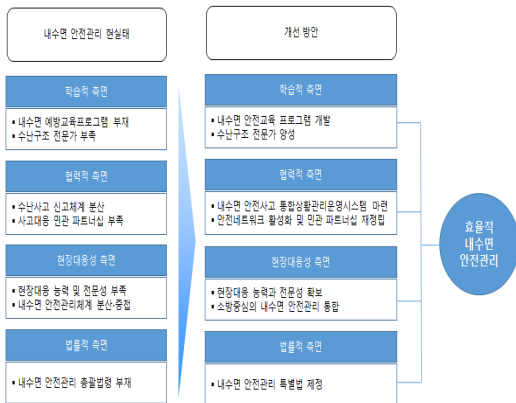 내수면 안전관리 현실태
학습적 측면
▪ 내수면 예방교육프로그램 부재
▪ 수난구조 전문가 부족
협력적 측면
▪ 수난사고 신고체계 분산
▪ 사고대응 민관 파트너십 부족
현장대응성 측면
▪ 현장대응 능력 및 전문성 부족
▪ 내수면 안전관리체계 분산·중첩
법률적 측면
▪ 내수면 안전관리 총괄법령 부재
개선 방안
학습적 측면
▪ 내수면 안전교육 프로그램 개발
▪ 수난구조 전문가 양성
협력적 측면
▪ 내수면 안전사고 통합상황관리운영시스템 마련
▪ 안전네트워크 활성화 및 민관 파트너십 재정립
현장대응성 측면
▪ 현장대응 능력과 전문성 확보
▪ 소방중심의 내수면 안전관리 통합
법률적 측면
▪ 내수면 안전관리 특별법 제정
효율적
내수면
안전관리